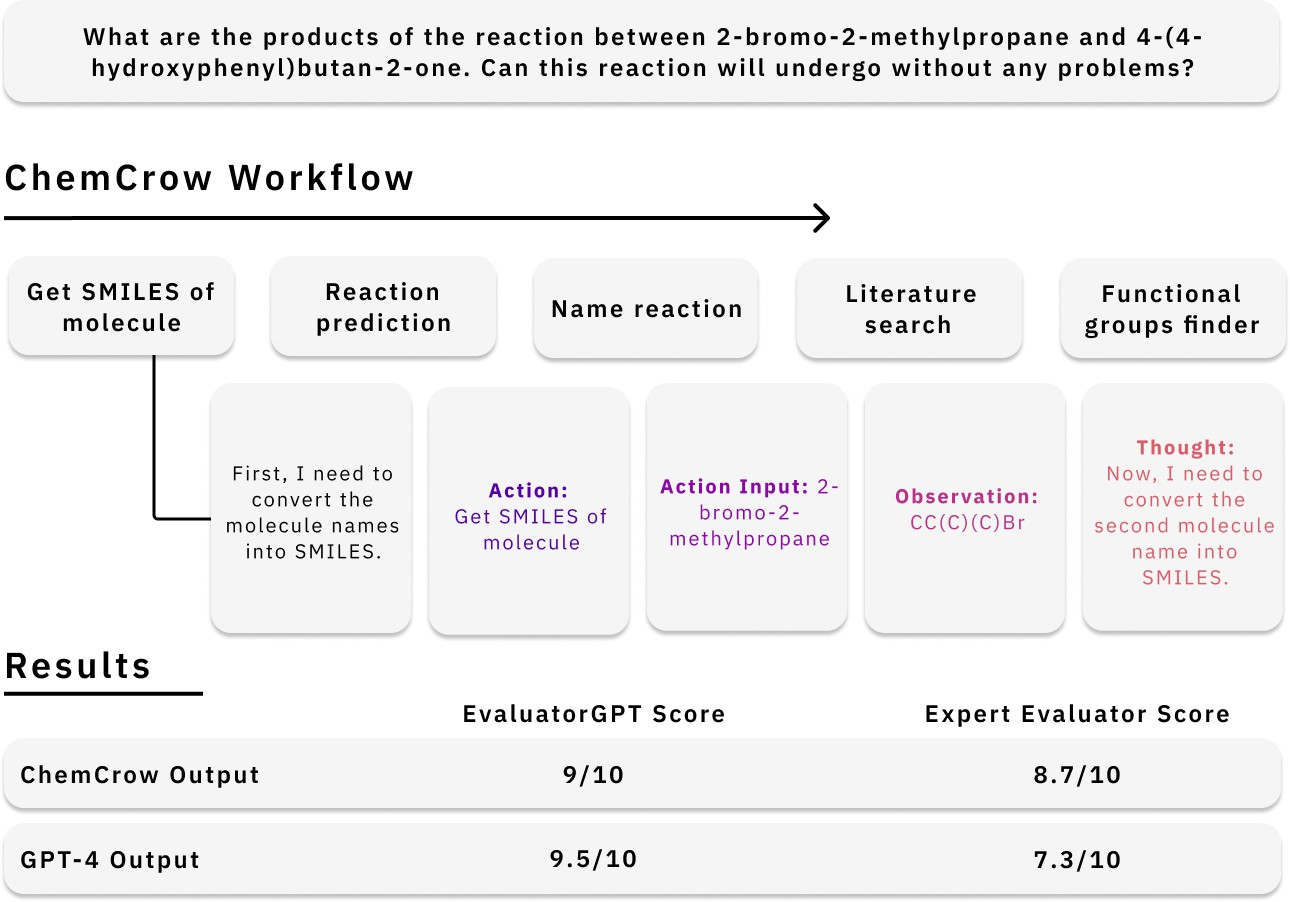 What are the products of the reaction between 2-bromo-2-methylpropane and 4-(4-
hydroxyphenyl)butan-2-one. Can this reaction will undergo without any problems?
ChemCrow Workflow
Get SMILES of
molecule
Reaction
prediction
Name reaction
Literature
search
Functional
groups finder
First, I need to
convert the
molecule names
into SMILES.
Action:
Get SMILES of
molecule
Action Input: 2-
bromo-2-
methylpropane
Observation:
CC(C)(C)Br
Thought:
Now, I need to
convert the
second molecule
name into
SMILES.
Results
EvaluatorGPT Score
Expert Evaluator Score
ChemCrow Output
9/10
8.7/10
GPT-4 Output
9.5/10
7.3/10